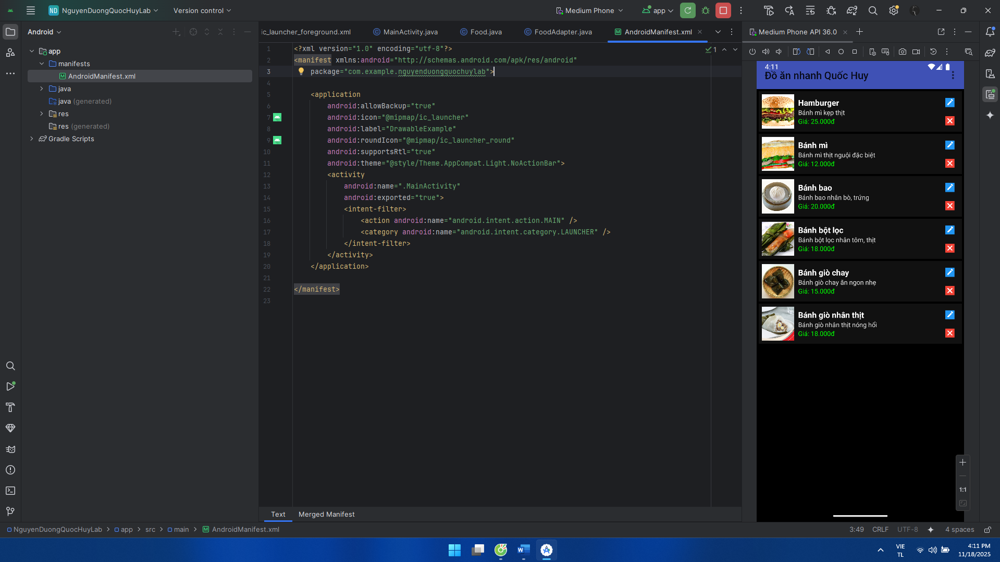 ND NguyenDuongQuocHuyLab
Version control
Medium Phone
app
Android
ic_launcher_foreground.xml
MainActivity.java
Food.java
FoodAdapter.java
AndroidManifest.xml
Medium Phone API 36.0
app
manifests
AndroidManifest.xml
java
java (generated)
res
res (generated)
Gradle Scripts
1
1 <?xml version="1.0" encoding="utf-8"?>
2 <manifest xmlns:android="http://schemas.android.com/apk/res/android"
3 package="com.example.nguyenduongquochuylab">
4
5 <application
6 android:allowBackup="true"
7 android:icon="@mipmap/ic_launcher"
8 android:label="DrawableExample"
9 android:roundIcon="@mipmap/ic_launcher_round"
10 android:supportsRtl="true"
11 android:theme="@style/Theme.AppCompat.Light.NoActionBar">
12 <activity
13 android:name=".MainActivity"
14 android:exported="true">
15 <intent-filter>
16 <action android:name="android.intent.action.MAIN" />
17 <category android:name="android.intent.category.LAUNCHER" />
18 </intent-filter>
19 </activity>
20 </application>
21
22 </manifest>
23
4:11
Đồ ăn nhanh Quốc Huy
Hamburger
Bánh mì kẹp thịt
Giá: 25.000đ
Bánh mì
Bánh mì thịt nguội đặc biệt
Giá: 12.000đ
Bánh bao
Bánh bao nhân bò, trứng
Giá: 20.000đ
Bánh bột lọc
Bánh bột lọc nhân tôm, thịt
Giá: 18.000đ
Bánh giò chay
Bánh giò chay ăn ngon nhẹ
Giá: 15.000đ
Bánh giò nhân thịt
Bánh giò nhân thịt nóng hổi
Giá: 18.000đ
1:1
Text
Merged Manifest
NguyenDuongQuocHuyLab > app > src > main > AndroidManifest.xml
3:49
CRLF
UTF-8
4 spaces
VIE
TL
4:11 PM
11/18/2025